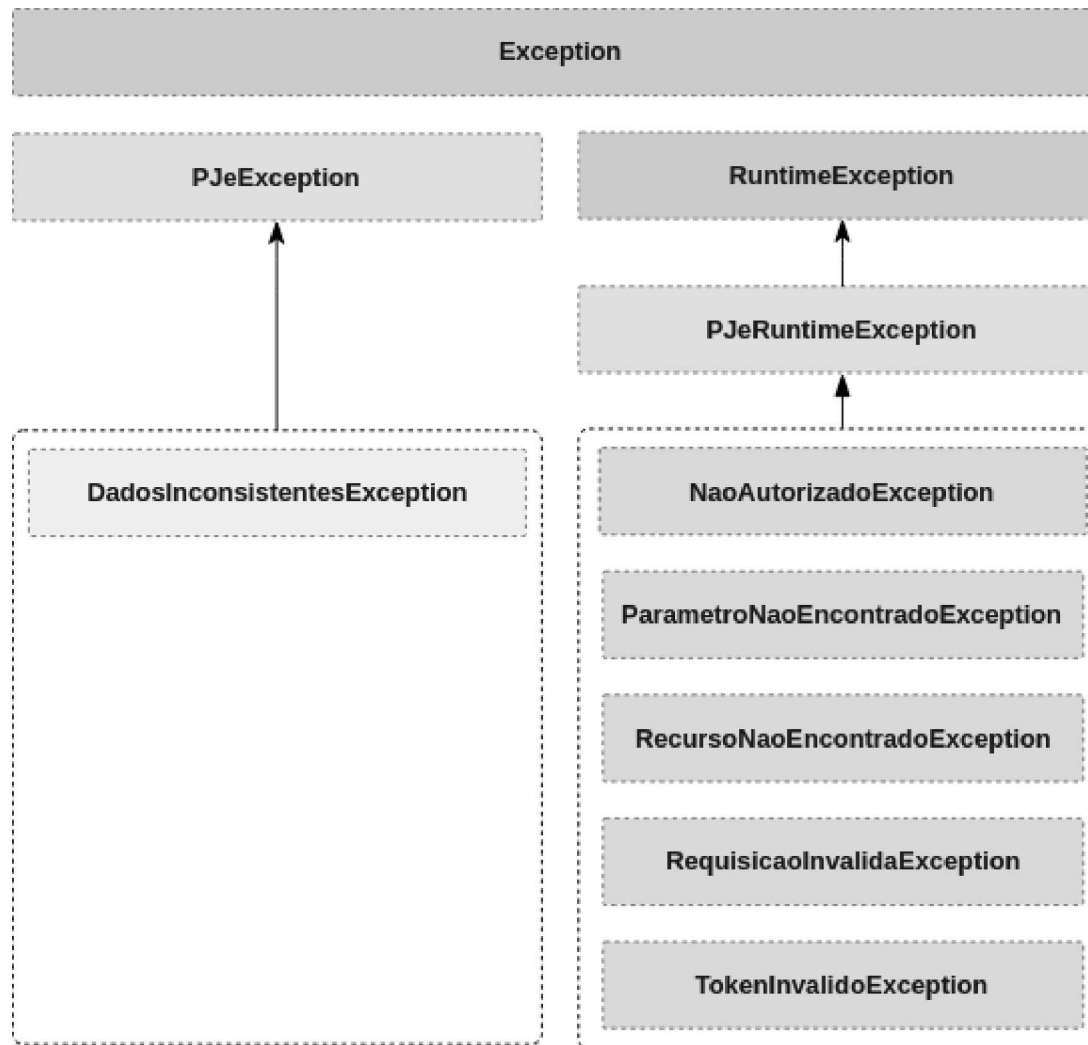 Exception
PJeException
RuntimeException
PJeRuntimeException
DadosInconsistentesException
NaoAutorizadoException
ParametroNaoEncontradoException
RecursoNaoEncontradoException
RequisicaoInvalidaException
TokenInvalidoException